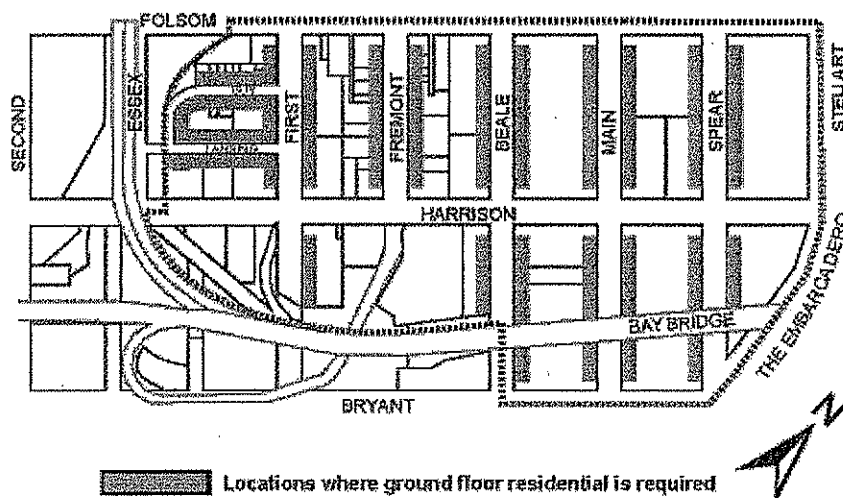 FOLSOM
SECOND
ESSEX
FIRST
FREMONT
BEALE
MAIN
SPEAR
STEUART
LANSING
HARRISON
BAY BRIDGE
THE EMBARCADERO
BRYANT
N
Locations where ground floor residential is required